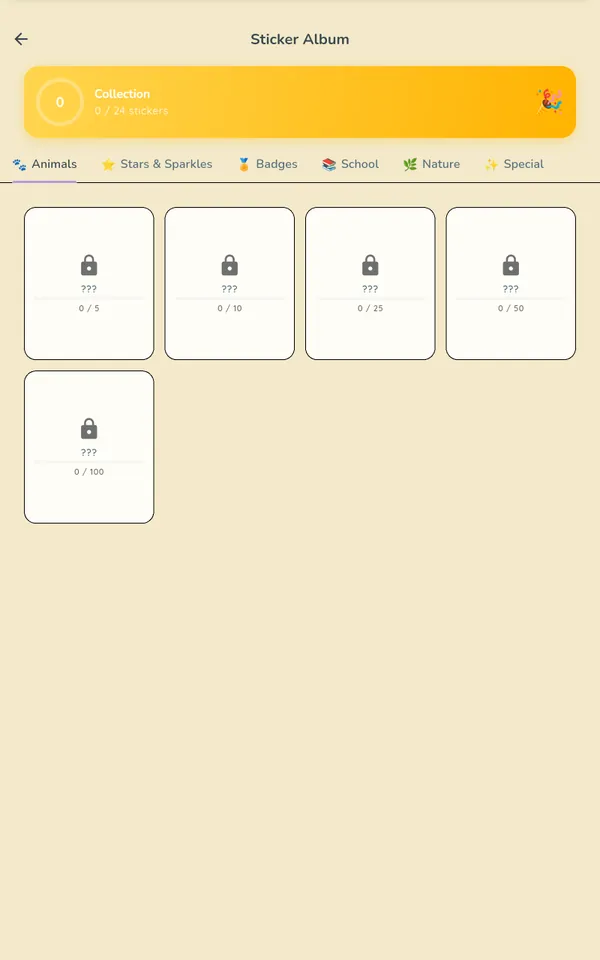 Sticker Album
0
Collection
0 / 24 stickers
Animals
Stars & Sparkles
Badges
School
Nature
Special
???
0 / 5
???
0 / 10
???
0 / 25
???
0 / 50
???
0 / 100